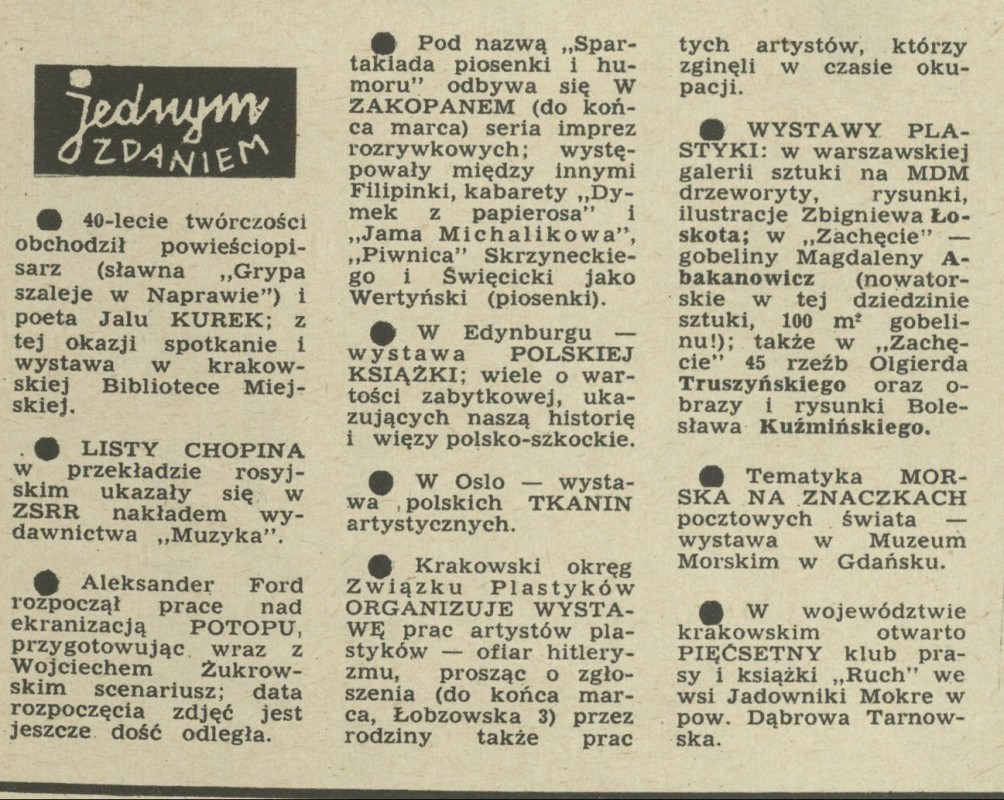 jednym
ZDANIEM
● 40-lecie twórczości
obchodził powieściopi-
sarz (sławna „Grypa
szaleje w Naprawie”) i
poeta Jalu KUREK; z
tej okazji spotkanie i
wystawa w krakow-
skiej Bibliotece Miej-
skiej.
● LISTY CHOPINA
w przekładzie rosyj-
skim ukazały się w
ZSRR nakładem wy-
dawnictwa „Muzyka”.
● Aleksander Ford
rozpoczął prace nad
ekranizacją POTOPU,
przygotowując wraz z
Wojciechem Żukrow-
skim scenariusz; data
rozpoczęcia zdjęć jest
jeszcze dość odległa.
● Pod nazwą „Spar-
takiada piosenki i hu-
moru” odbywa się W
ZAKOPANEM (do koń-
ca marca) seria imprez
rozrywkowych; wystę-
powały między innymi
Filipinki, kabarety „Dy-
mek z papierosa” i
„Jama Michalikowa”,
„Piwnica” Skrzyneckie-
go i Święcicki jako
Wertyński (piosenki).
● W Edynburgu —
wystawa POLSKIEJ
KSIĄŻKI; wiele o war-
tości zabytkowej, uka-
zujących naszą historię
i więzy polsko-szkockie.
● W Oslo — wysta-
wa polskich TKANIN
artystycznych.
● Krakowski okręg
Związku Plastyków
ORGANIZUJE WYSTA-
WĘ prac artystów pla-
styków — ofiar hitlery-
zmu, prosząc o zgło-
szenia (do końca mar-
ca, Łobzowska 3) przez
rodziny także prac
tych artystów, którzy
zginęli w czasie oku-
pacji.
● WYSTAWY PLA-
STYKI: w warszawskiej
galerii sztuki na MDM
drzeworyty, rysunki,
ilustracje Zbigniewa Ło-
skota; w „Zachęcie” —
gobeliny Magdaleny A-
bakanowicz (nowator-
skie w tej dziedzinie
sztuki, 100 m² gobeli-
nu!); także w „Zachę-
cie” 45 rzeźb Olgierda
Truszyńskiego oraz o-
brazy i rysunki Bole-
sława Kuźmińskiego.
● Tematyka MOR-
SKA NA ZNACZKACH
pocztowych świata —
wystawa w Muzeum
Morskim w Gdańsku.
● W województwie
krakowskim otwarto
PIĘĆSETNY klub pra-
sy i książki „Ruch” we
wsi Jadowniki Mokre w
pow. Dąbrowa Tarnow-
ska.